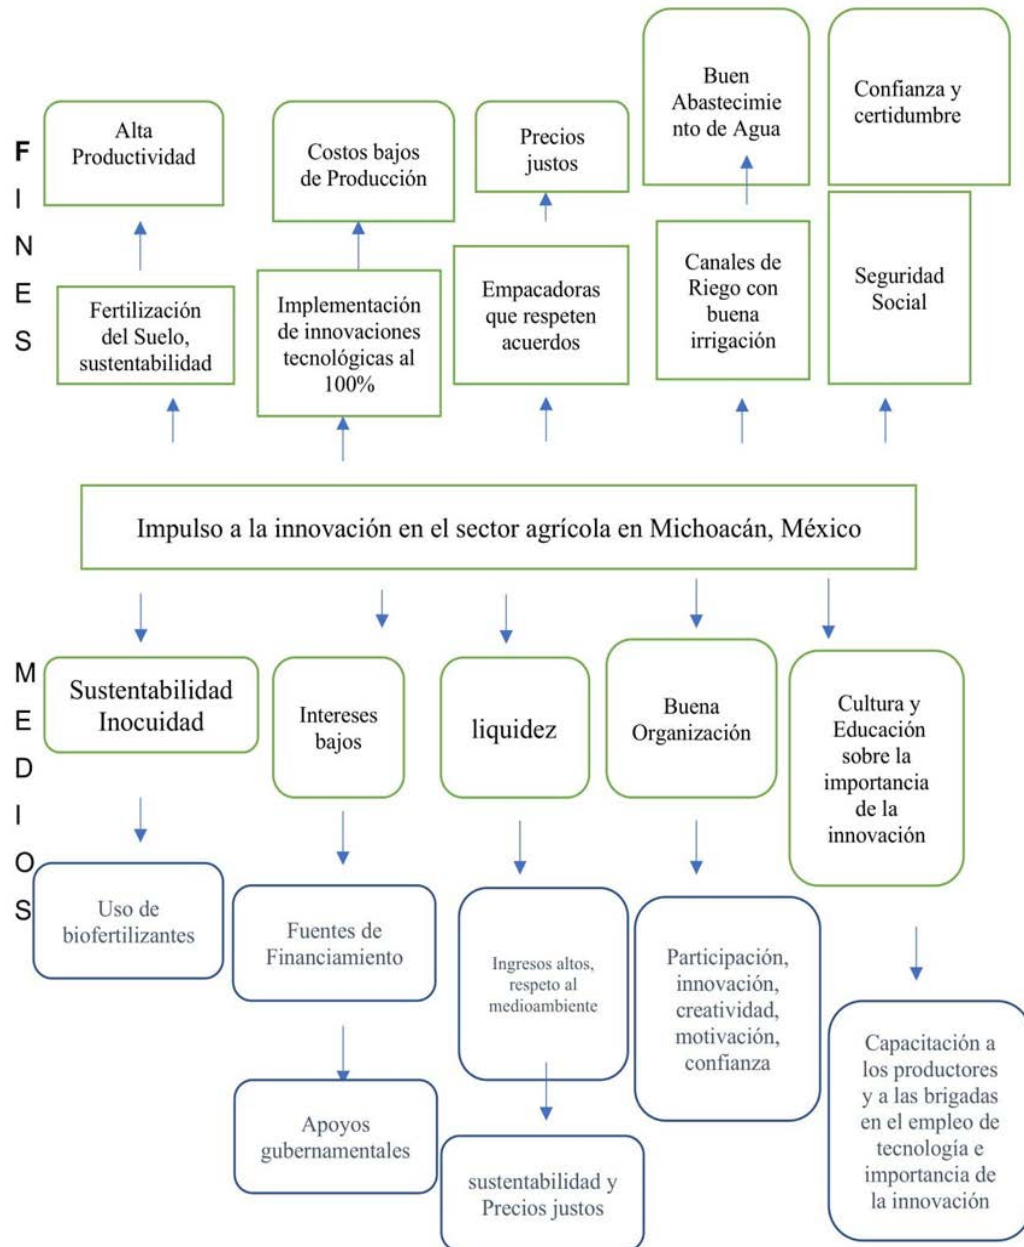 F
I
N
E
S
Alta
Productividad
Costos bajos
de Producción
Precios
justos
Buen
Abastecimie
nto de Agua
Confianza y
certidumbre
Fertilización
del Suelo,
sustentabilidad
Implementación
de innovaciones
tecnológicas al
100%
Empacadoras
que respeten
acuerdos
Canales de
Riego con
buena
irrigación
Seguridad
Social
Impulso a la innovación en el sector agrícola en Michoacán, México
M
E
D
I
O
S
Sustentabilidad
Inocuidad
Intereses
bajos
liquidez
Buena
Organización
Cultura y
Educación
sobre la
importancia
de la
innovación
Uso de
biofertilizantes
Fuentes de
Financiamiento
Ingresos altos,
respeto al
medioambiente
Participación,
innovación,
creatividad,
motivación,
confianza
Capacitación a
los productores
y a las brigadas
en el empleo de
tecnología e
importancia de
la innovación
Apoyos
gubernamentales
sustentabilidad y
Precios justos